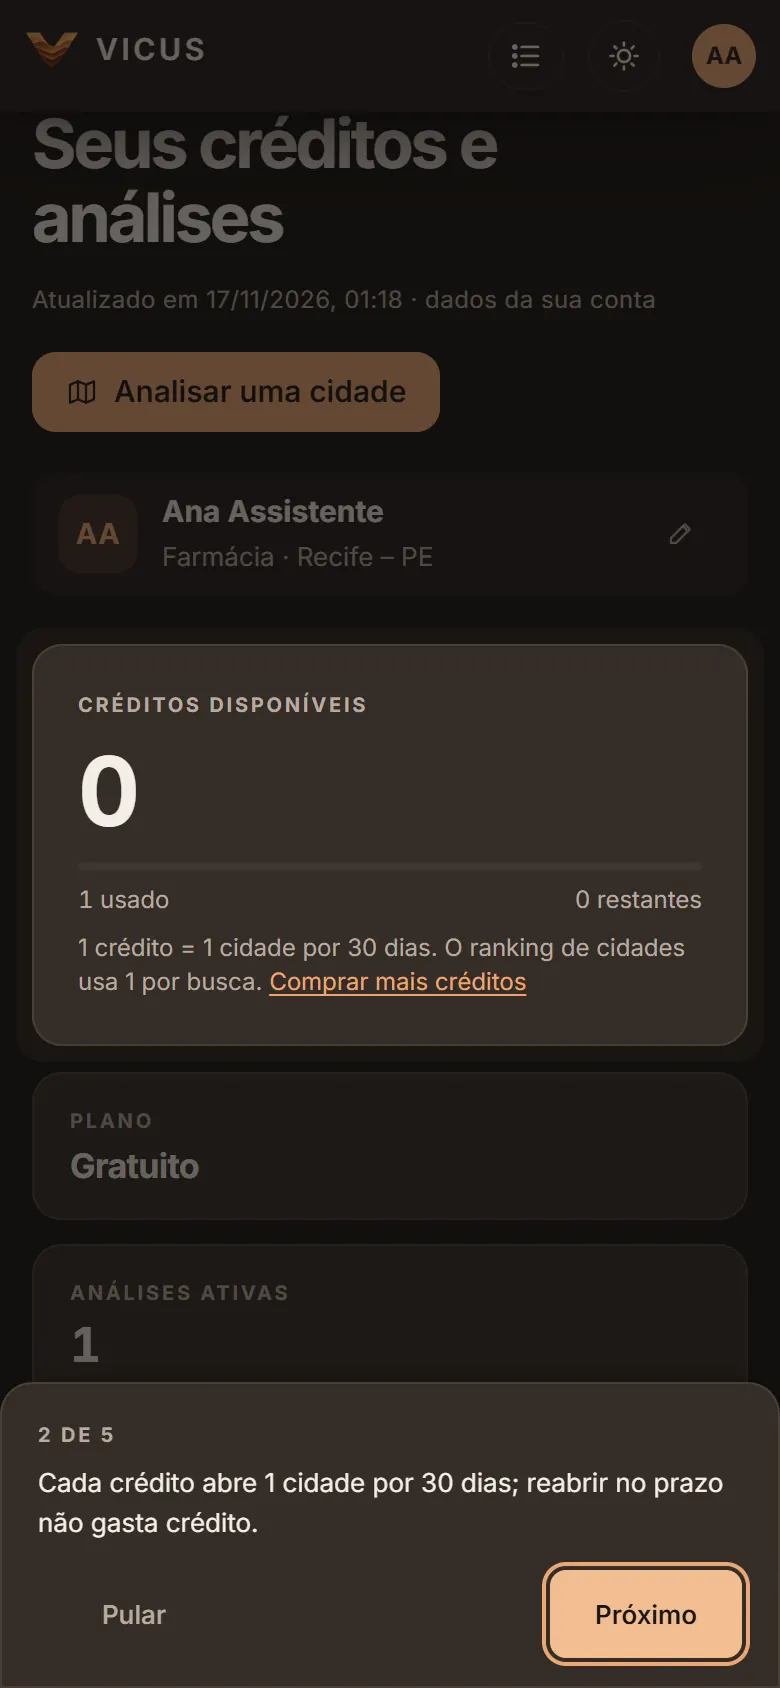 VICUS
AA
Seus créditos e
análises
Atualizado em 17/11/2026, 01:18 · dados da sua conta
Analisar uma cidade
AA
Ana Assistente
Farmácia · Recife – PE
CRÉDITOS DISPONÍVEIS
0
1 usado
0 restantes
1 crédito = 1 cidade por 30 dias. O ranking de cidades
usa 1 por busca. Comprar mais créditos
PLANO
Gratuito
ANÁLISES ATIVAS
1
2 DE 5
Cada crédito abre 1 cidade por 30 dias; reabrir no prazo
não gasta crédito.
Pular
Próximo